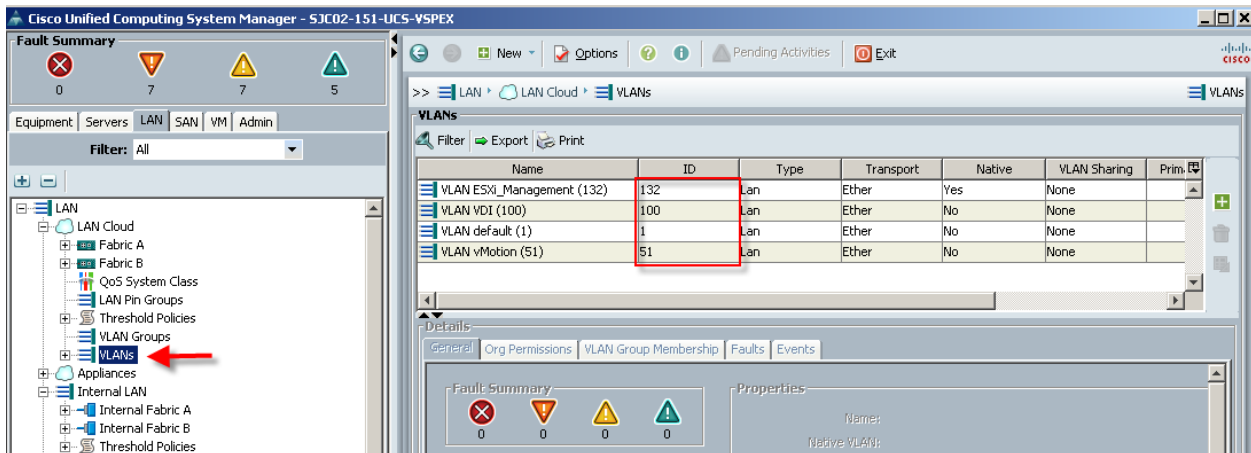 Cisco Unified Computing System Manager - SJC02-151-UCS-VSPEX
Fault Summary
0 7 7 5
Equipment Servers LAN SAN VM Admin
Filter: All
LAN
LAN Cloud
Fabric A
Fabric B
QoS System Class
LAN Pin Groups
Threshold Policies
VLAN Groups
VLANs
Appliances
Internal LAN
Internal Fabric A
Internal Fabric B
Threshold Policies
New Options Pending Activities Exit
cisco
>> LAN LAN Cloud VLANs VLANs
VLANs
Filter Export Print
Name ID Type Transport Native VLAN Sharing Prim
VLAN ESXi_Management (132) 132 Lan Ether Yes None
VLAN VDI (100) 100 Lan Ether No None
VLAN default (1) 1 Lan Ether No None
VLAN vMotion (51) 51 Lan Ether No None
Details
General Org Permissions VLAN Group Membership Faults Events
Fault Summary
0 0 0 0
Properties
Name:
Native VLAN: